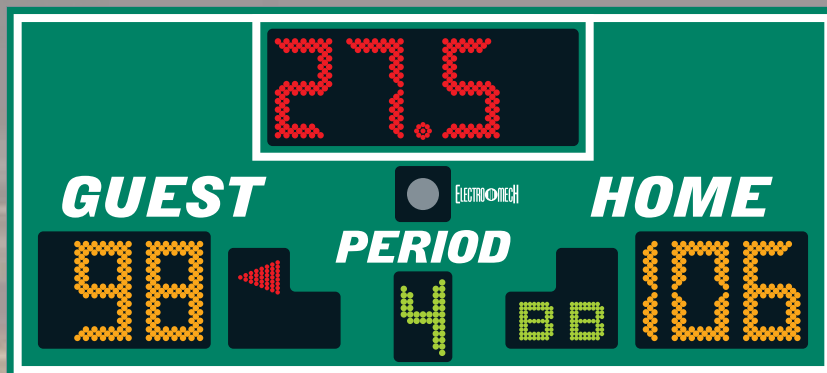 27.5
GUEST
HOME
ELECTRO-MECH
PERIOD
98
4
B B
106